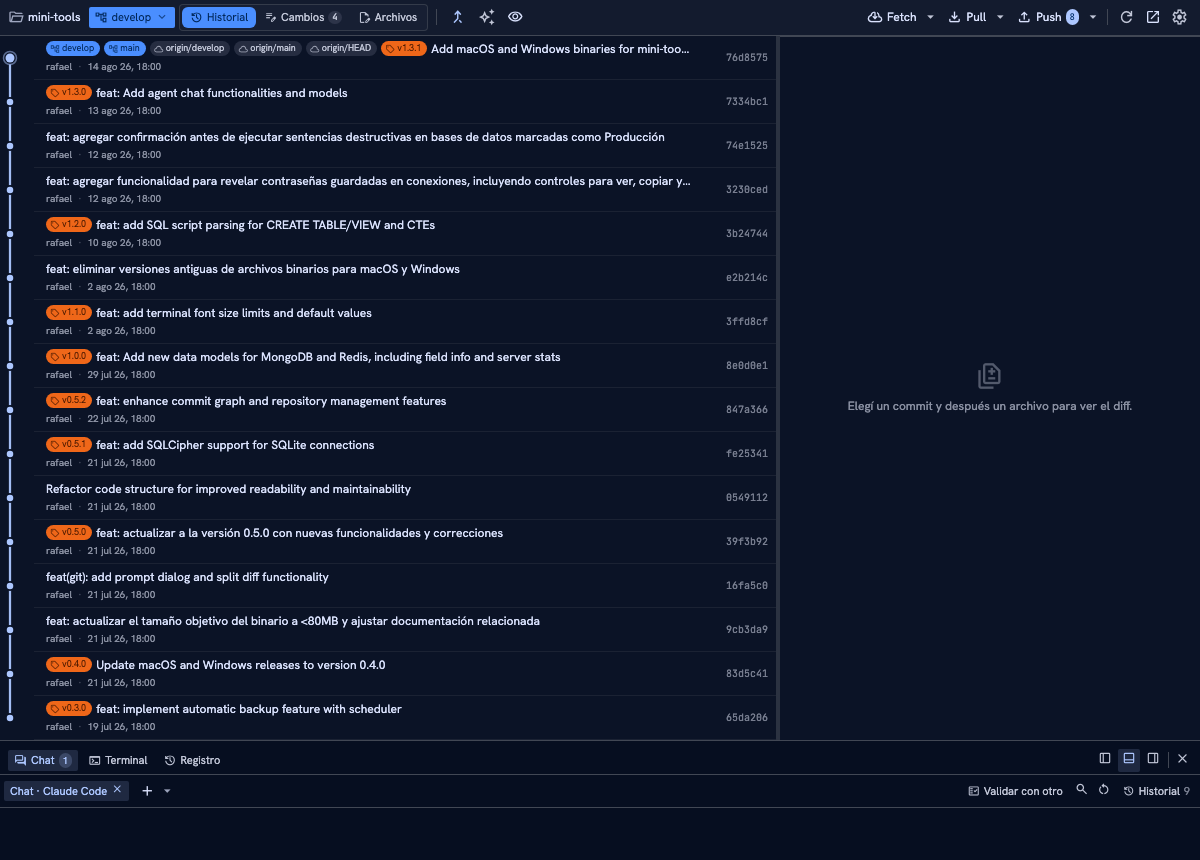 mini-tools develop Historial Cambios 4 Archivos Fetch Pull Push 8
develop main origin/develop origin/main origin/HEAD v1.3.1 Add macOS and Windows binaries for mini-too...
rafael · 14 ago 26, 18:00 76d8575
v1.3.0 feat: Add agent chat functionalities and models
rafael · 13 ago 26, 18:00 7334bc1
feat: agregar confirmación antes de ejecutar sentencias destructivas en bases de datos marcadas como Producción
rafael · 12 ago 26, 18:00 74e1525
feat: agregar funcionalidad para revelar contraseñas guardadas en conexiones, incluyendo controles para ver, copiar y...
rafael · 12 ago 26, 18:00 3230ced
v1.2.0 feat: add SQL script parsing for CREATE TABLE/VIEW and CTEs
rafael · 10 ago 26, 18:00 3b24744
feat: eliminar versiones antiguas de archivos binarios para macOS y Windows
rafael · 2 ago 26, 18:00 e2b214c
v1.1.0 feat: add terminal font size limits and default values
rafael · 2 ago 26, 18:00 3ffd8cf
v1.0.0 feat: Add new data models for MongoDB and Redis, including field info and server stats
rafael · 29 jul 26, 18:00 8e0d0e1
v0.5.2 feat: enhance commit graph and repository management features
rafael · 22 jul 26, 18:00 847a366
v0.5.1 feat: add SQLCipher support for SQLite connections
rafael · 21 jul 26, 18:00 fe25341
Refactor code structure for improved readability and maintainability
rafael · 21 jul 26, 18:00 0549112
v0.5.0 feat: actualizar a la versión 0.5.0 con nuevas funcionalidades y correcciones
rafael · 21 jul 26, 18:00 39f3b92
feat(git): add prompt dialog and split diff functionality
rafael · 21 jul 26, 18:00 16fa5c0
feat: actualizar el tamaño objetivo del binario a <80MB y ajustar documentación relacionada
rafael · 21 jul 26, 18:00 9cb3da9
v0.4.0 Update macOS and Windows releases to version 0.4.0
rafael · 21 jul 26, 18:00 83d5c41
v0.3.0 feat: implement automatic backup feature with scheduler
rafael · 19 jul 26, 18:00 65da206
Elegí un commit y después un archivo para ver el diff.
Chat 1 Terminal Registro
Chat · Claude Code Validar con otro Historial 9